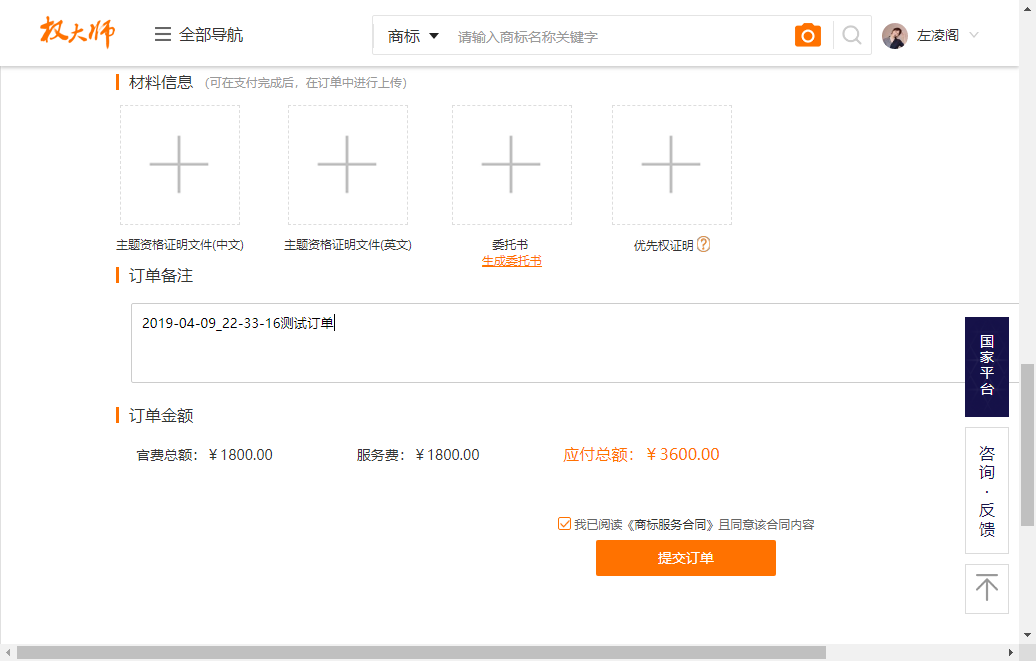 权大师
全部导航
商标
请输入商标名称关键字
左凌阁
材料信息 (可在支付完成后，在订单中进行上传)
主题资格证明文件(中文)
主题资格证明文件(英文)
委托书
生成委托书
优先权证明?
订单备注
2019-04-09_22-33-16测试订单
国家平台
订单金额
官费总额：￥1800.00
服务费：￥1800.00
应付总额：￥3600.00
咨询·反馈
我已阅读《商标服务合同》且同意该合同内容
提交订单